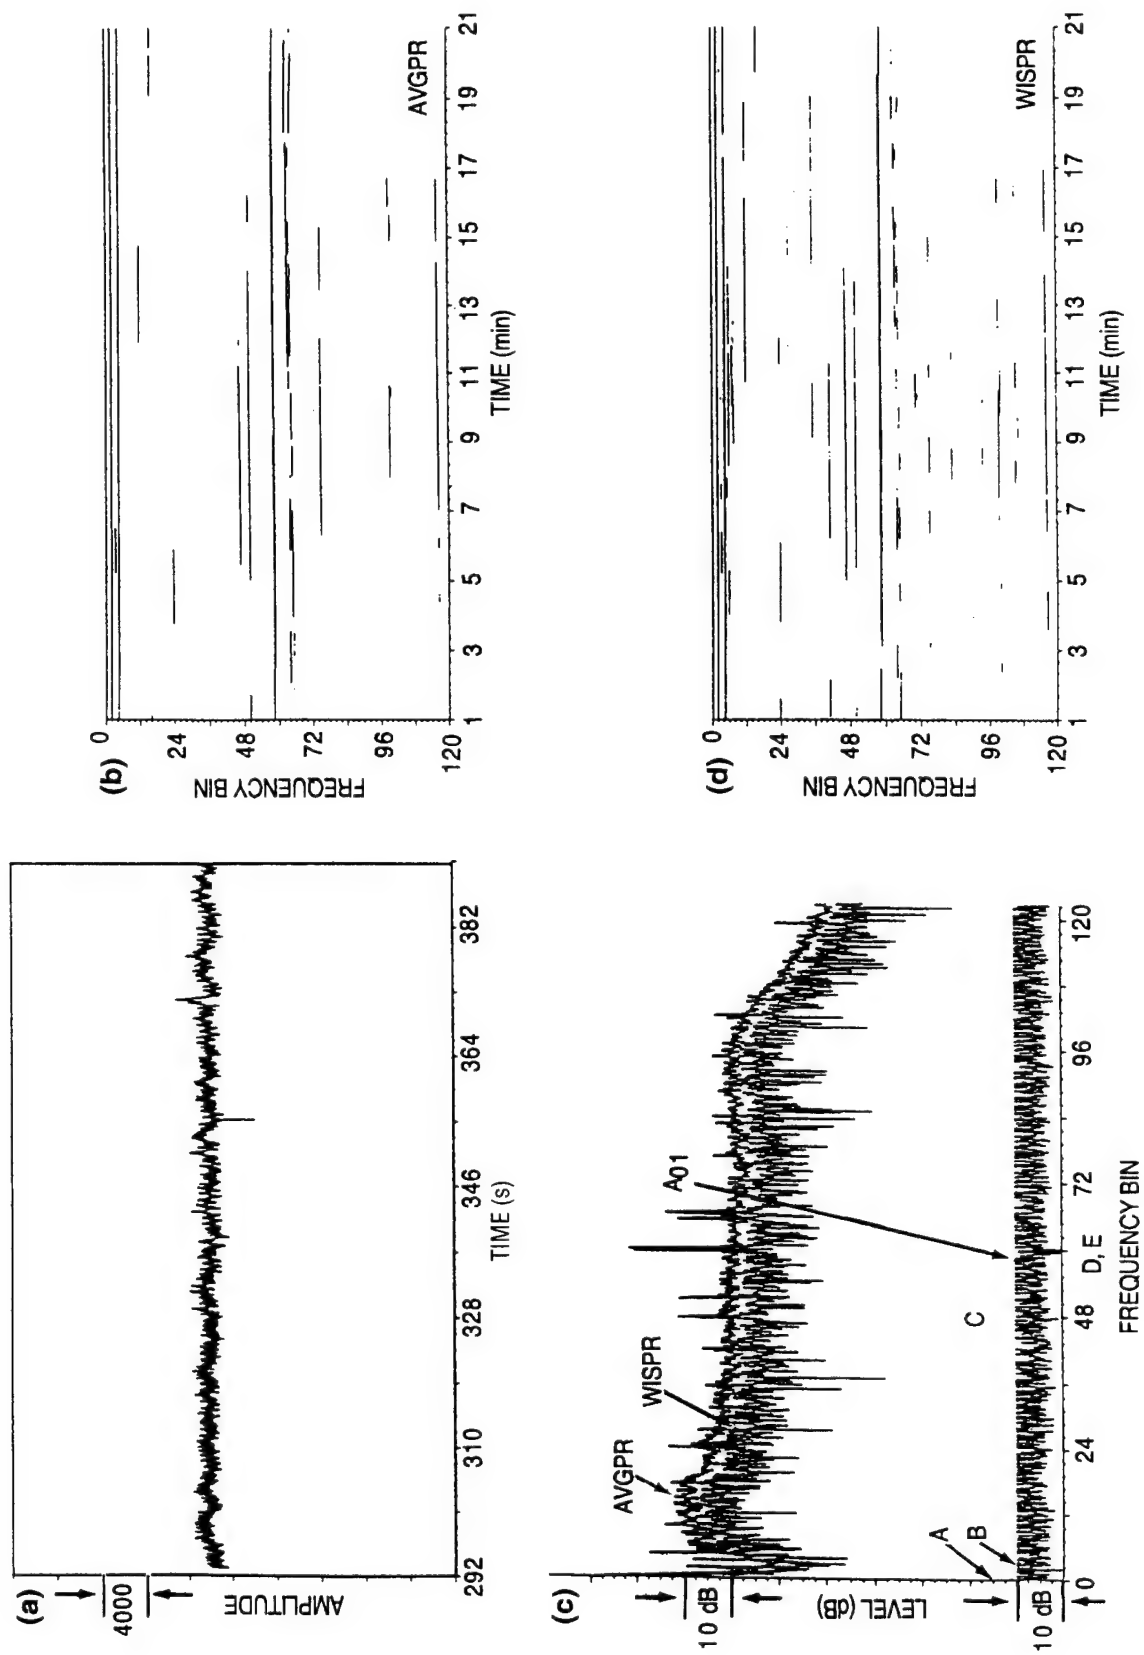 (a)
4000
AMPLITUDE
292 310 328 346 364 382
TIME (s)
(b)
FREQUENCY BIN
0 24 48 72 96 120
AVGPR
1 3 5 7 9 11 13 15 17 19 21
TIME (min)
(c)
10 dB
LEVEL (dB)
10 dB
AVGPR
WISPR
A01
A
B
C
D, E
0 24 48 72 96 120
FREQUENCY BIN
(d)
FREQUENCY BIN
0 24 48 72 96 120
WISPR
1 3 5 7 9 11 13 15 17 19 21
TIME (min)